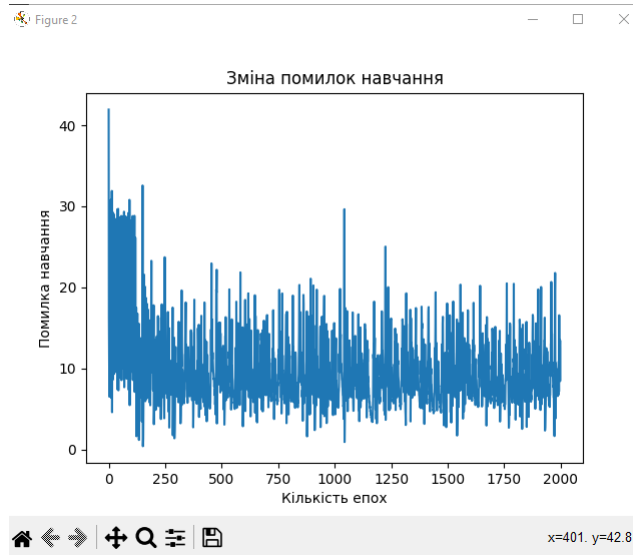 Figure 2
Зміна помилок навчання
40
30
20
10
0
Помилка навчання
0 250 500 750 1000 1250 1500 1750 2000
Кількість епох
x=401. y=42.8